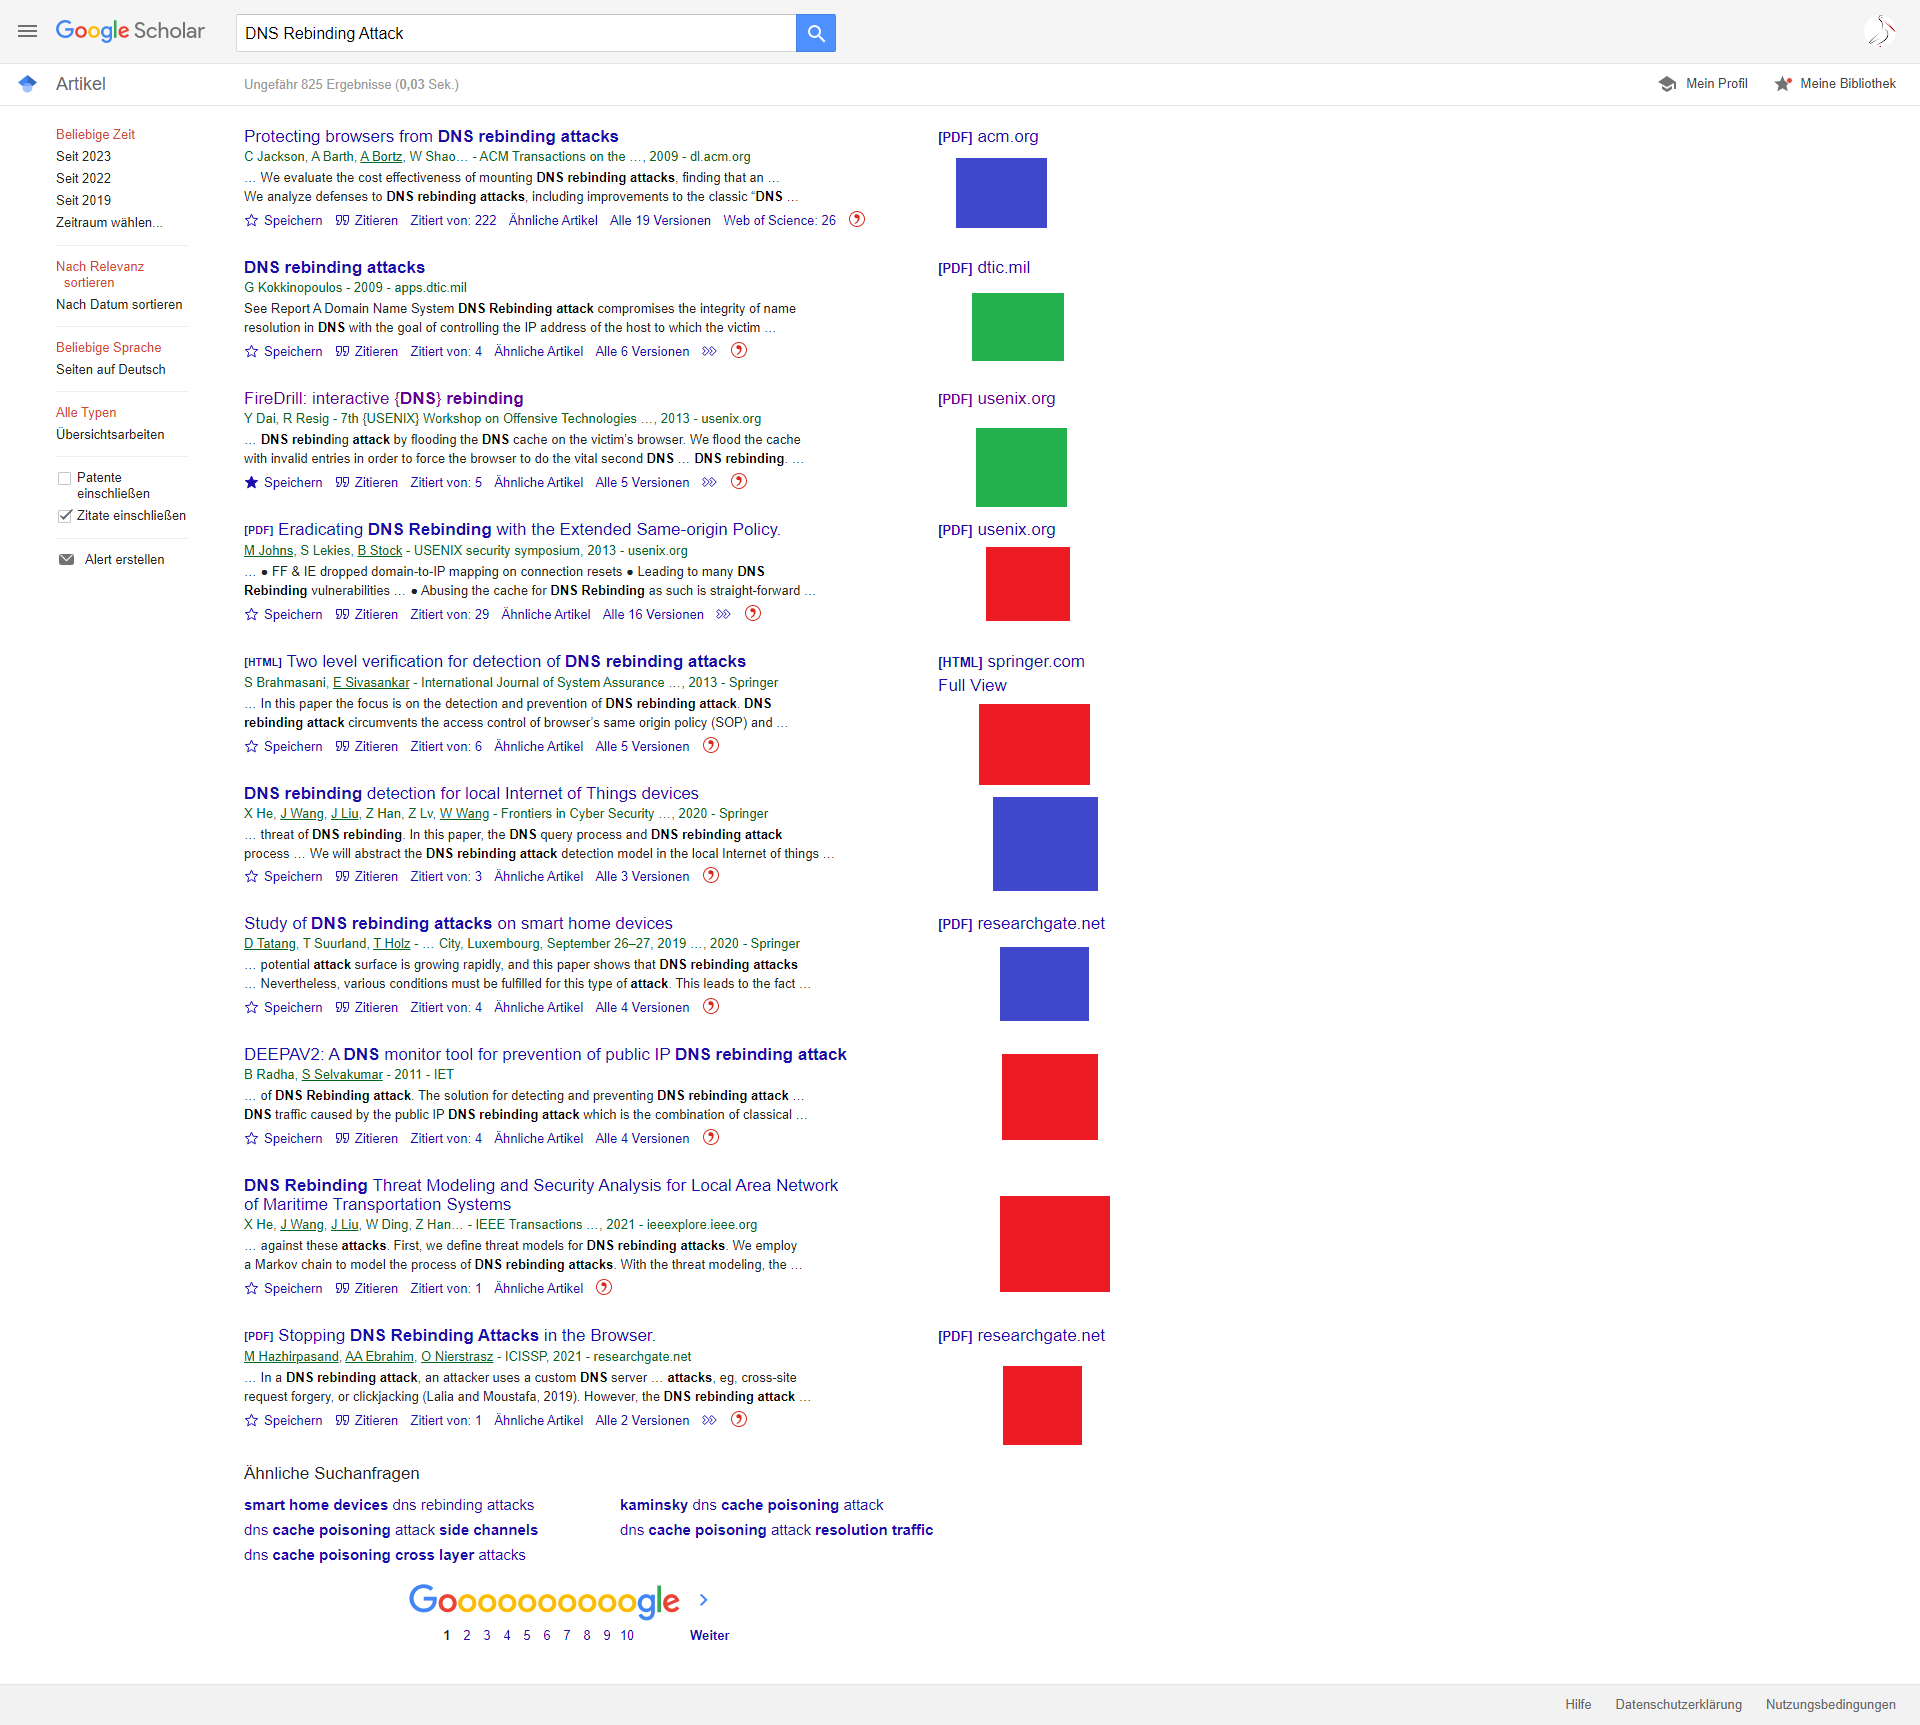 Google Scholar
DNS Rebinding Attack
Artikel
Ungefähr 825 Ergebnisse (0,03 Sek.)
Mein Profil
Meine Bibliothek
Beliebige Zeit
Seit 2023
Seit 2022
Seit 2019
Zeitraum wählen...
Nach Relevanz
sortieren
Nach Datum sortieren
Beliebige Sprache
Seiten auf Deutsch
Alle Typen
Übersichtsarbeiten
Patente
einschließen
Zitate einschließen
Alert erstellen
Protecting browsers from DNS rebinding attacks
[PDF] acm.org
C Jackson, A Barth, A Bortz, W Shao… - ACM Transactions on the …, 2009 - dl.acm.org
… We evaluate the cost effectiveness of mounting DNS rebinding attacks, finding that an …
We analyze defenses to DNS rebinding attacks, including improvements to the classic “DNS …
Speichern Zitieren Zitiert von: 222 Ähnliche Artikel Alle 19 Versionen Web of Science: 26
DNS rebinding attacks
[PDF] dtic.mil
G Kokkinopoulos - 2009 - apps.dtic.mil
See Report A Domain Name System DNS Rebinding attack compromises the integrity of name
resolution in DNS with the goal of controlling the IP address of the host to which the victim …
Speichern Zitieren Zitiert von: 4 Ähnliche Artikel Alle 6 Versionen
FireDrill: interactive {DNS} rebinding
[PDF] usenix.org
Y Dai, R Resig - 7th {USENIX} Workshop on Offensive Technologies …, 2013 - usenix.org
… DNS rebinding attack by flooding the DNS cache on the victim’s browser. We flood the cache
with invalid entries in order to force the browser to do the vital second DNS … DNS rebinding. …
Speichern Zitieren Zitiert von: 5 Ähnliche Artikel Alle 5 Versionen
[PDF] Eradicating DNS Rebinding with the Extended Same-origin Policy.
[PDF] usenix.org
M Johns, S Lekies, B Stock - USENIX security symposium, 2013 - usenix.org
… ● FF & IE dropped domain-to-IP mapping on connection resets ● Leading to many DNS
Rebinding vulnerabilities … ● Abusing the cache for DNS Rebinding as such is straight-forward …
Speichern Zitieren Zitiert von: 29 Ähnliche Artikel Alle 16 Versionen
[HTML] Two level verification for detection of DNS rebinding attacks
[HTML] springer.com
Full View
S Brahmasani, E Sivasankar - International Journal of System Assurance …, 2013 - Springer
… In this paper the focus is on the detection and prevention of DNS rebinding attack. DNS
rebinding attack circumvents the access control of browser’s same origin policy (SOP) and …
Speichern Zitieren Zitiert von: 6 Ähnliche Artikel Alle 5 Versionen
DNS rebinding detection for local Internet of Things devices
X He, J Wang, J Liu, Z Han, Z Lv, W Wang - Frontiers in Cyber Security …, 2020 - Springer
… threat of DNS rebinding. In this paper, the DNS query process and DNS rebinding attack
process … We will abstract the DNS rebinding attack detection model in the local Internet of things …
Speichern Zitieren Zitiert von: 3 Ähnliche Artikel Alle 3 Versionen
Study of DNS rebinding attacks on smart home devices
[PDF] researchgate.net
D Tatang, T Suurland, T Holz - … City, Luxembourg, September 26–27, 2019 …, 2020 - Springer
… potential attack surface is growing rapidly, and this paper shows that DNS rebinding attacks
… Nevertheless, various conditions must be fulfilled for this type of attack. This leads to the fact …
Speichern Zitieren Zitiert von: 4 Ähnliche Artikel Alle 4 Versionen
DEEPAV2: A DNS monitor tool for prevention of public IP DNS rebinding attack
B Radha, S Selvakumar - 2011 - IET
… of DNS Rebinding attack. The solution for detecting and preventing DNS rebinding attack …
DNS traffic caused by the public IP DNS rebinding attack which is the combination of classical …
Speichern Zitieren Zitiert von: 4 Ähnliche Artikel Alle 4 Versionen
DNS Rebinding Threat Modeling and Security Analysis for Local Area Network
of Maritime Transportation Systems
X He, J Wang, J Liu, W Ding, Z Han… - IEEE Transactions …, 2021 - ieeexplore.ieee.org
… against these attacks. First, we define threat models for DNS rebinding attacks. We employ
a Markov chain to model the process of DNS rebinding attacks. With the threat modeling, the …
Speichern Zitieren Zitiert von: 1 Ähnliche Artikel
[PDF] Stopping DNS Rebinding Attacks in the Browser.
[PDF] researchgate.net
M Hazhirpasand, AA Ebrahim, O Nierstrasz - ICISSP, 2021 - researchgate.net
… In a DNS rebinding attack, an attacker uses a custom DNS server … attacks, eg, cross-site
request forgery, or clickjacking (Lalia and Moustafa, 2019). However, the DNS rebinding attack …
Speichern Zitieren Zitiert von: 1 Ähnliche Artikel Alle 2 Versionen
Ähnliche Suchanfragen
smart home devices dns rebinding attacks
kaminsky dns cache poisoning attack
dns cache poisoning attack side channels
dns cache poisoning attack resolution traffic
dns cache poisoning cross layer attacks
Goooooooooogle
1 2 3 4 5 6 7 8 9 10 Weiter
Hilfe Datenschutzerklärung Nutzungsbedingungen